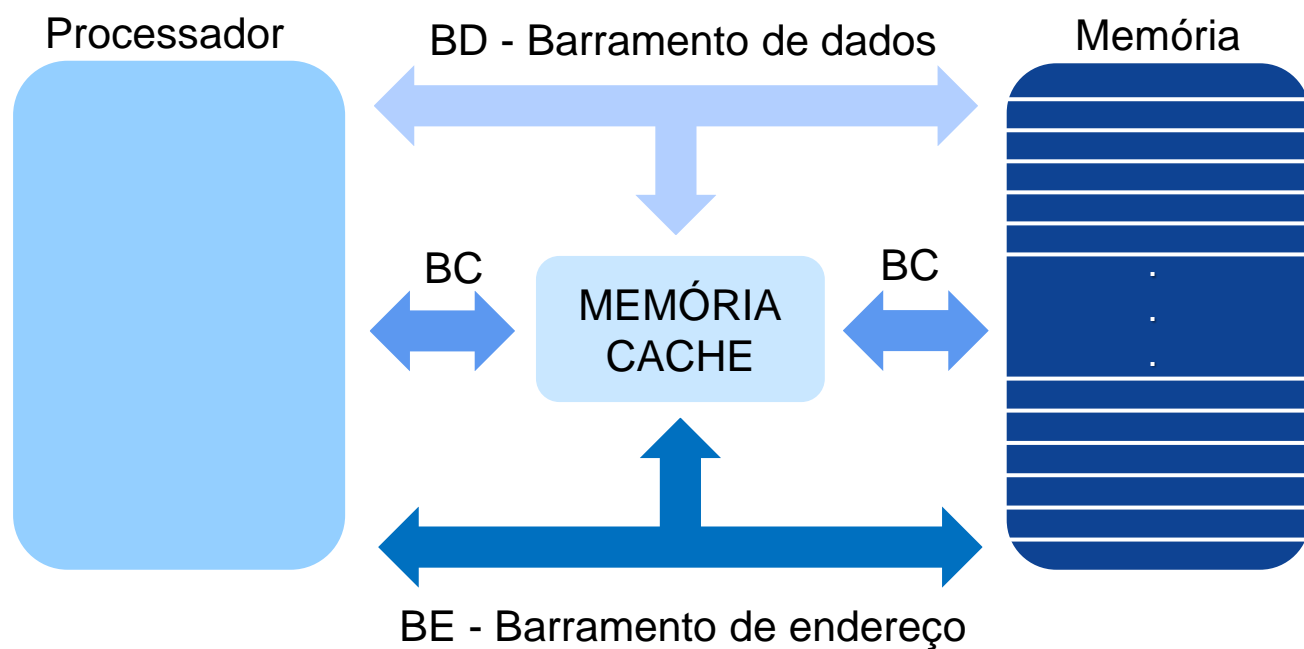 Processador
BD - Barramento de dados
Memória
BC
BC
MEMÓRIA
CACHE
.
.
.
BE - Barramento de endereço